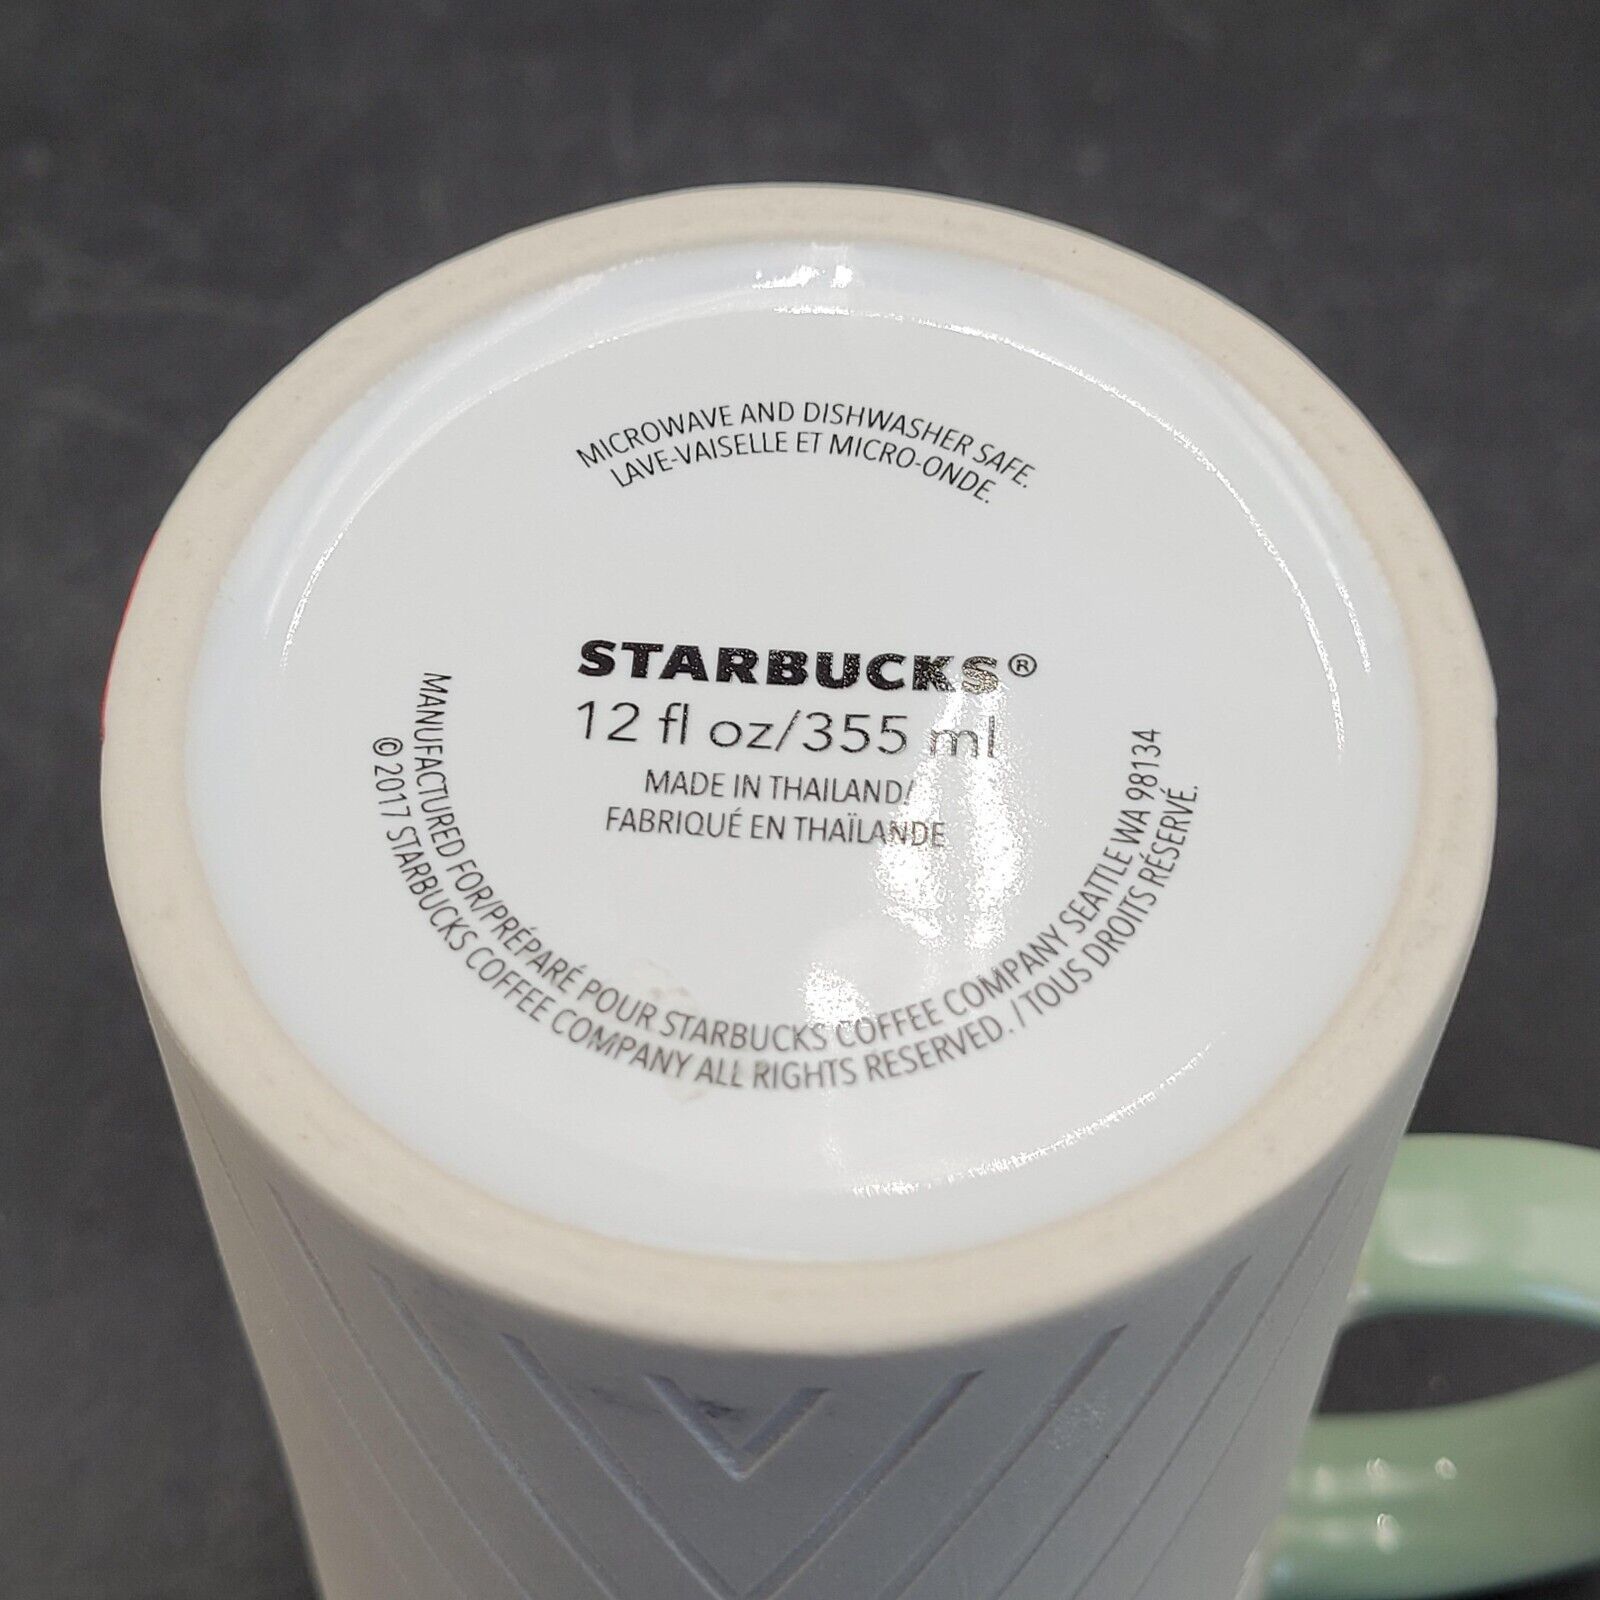 MICROWAVE AND DISHWASHER SAFE.
LAVE-VAISELLE ET MICRO-ONDE.
STARBUCKS®
12 fl oz/355 ml
MADE IN THAILAND/
FABRIQUÉ EN THAÏLANDE
MANUFACTURED FOR/PRÉPARÉ POUR STARBUCKS COFFEE COMPANY SEATTLE WA 98134
© 2017 STARBUCKS COFFEE COMPANY ALL RIGHTS RESERVED. / TOUS DROITS RÉSERVÉ.